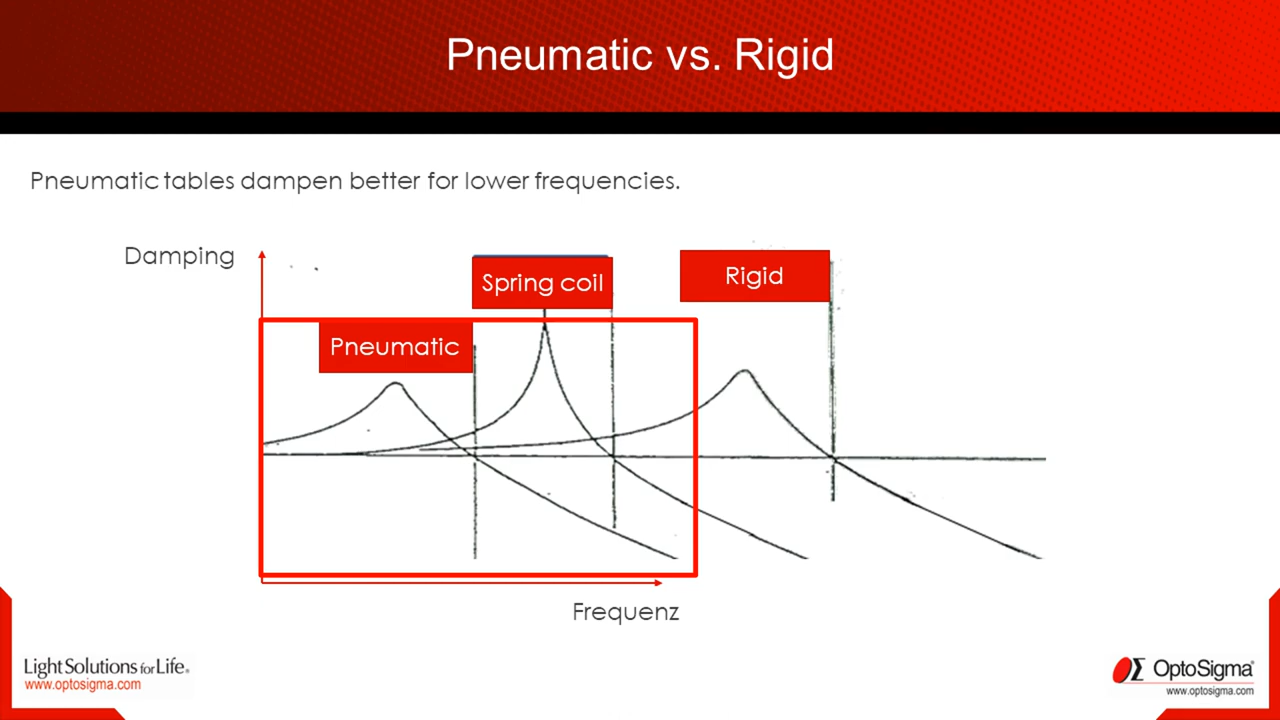 Pneumatic vs. Rigid
Pneumatic tables dampen better for lower frequencies.
Damping
Spring coil
Rigid
Pneumatic
Frequenz
Light Solutions for Life®
www.optosigma.com
OptoSigma®
www.optosigma.com